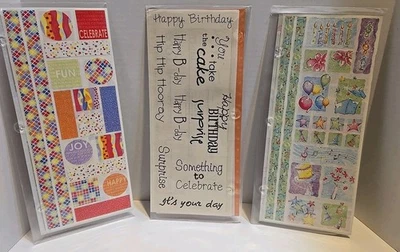 CELEBRATE
FUN
JOY
HAPPY
Happy Birthday
Hip Hip Hooray
Happy B-day
Happy B-day
You
take
the cake
Happy
BIRTHDAY
surprise
Surprise
Something
to
Celebrate
It's your day